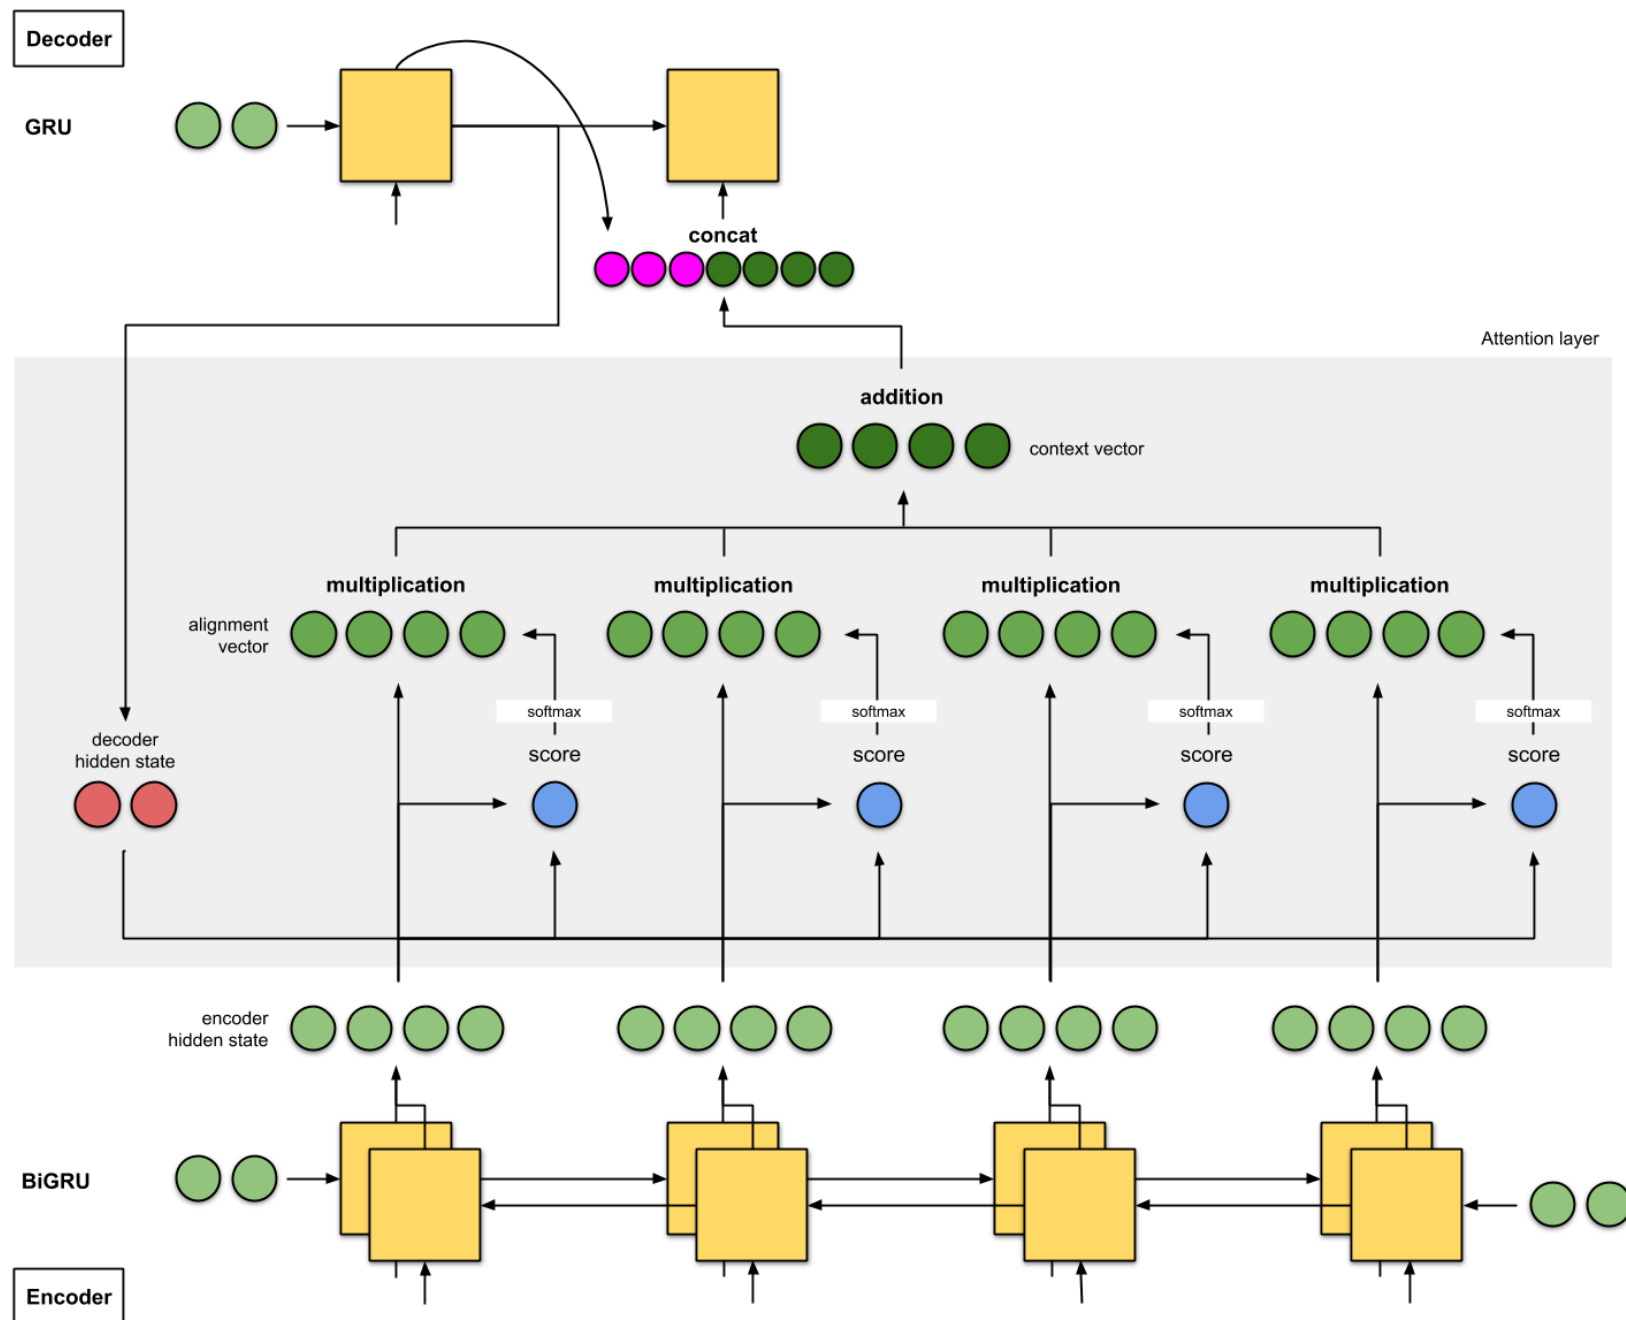 Decoder
GRU
concat
Attention layer
addition
context vector
multiplication
multiplication
multiplication
multiplication
alignment
vector
softmax
softmax
softmax
softmax
score
score
score
score
decoder
hidden state
encoder
hidden state
BiGRU
Encoder